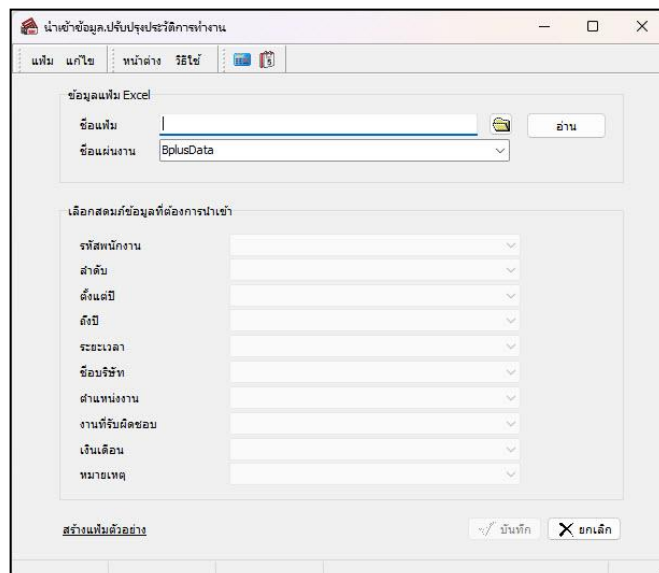 นำเข้าข้อมูล.ปรับปรุงประวัติการทำงาน
แฟ้ม แก้ไข หน้าต่าง วิธีใช้
ข้อมูลแฟ้ม Excel
ชื่อแฟ้ม
อ่าน
ชื่อแผ่นงาน BplusData
เลือกสดมภ์ข้อมูลที่ต้องการนำเข้า
รหัสพนักงาน
ลำดับ
ตั้งแต่ปี
ถึงปี
ระยะเวลา
ชื่อบริษัท
ตำแหน่งงาน
งานที่รับผิดชอบ
เงินเดือน
หมายเหตุ
สร้างแฟ้มตัวอย่าง บันทึก ยกเลิก